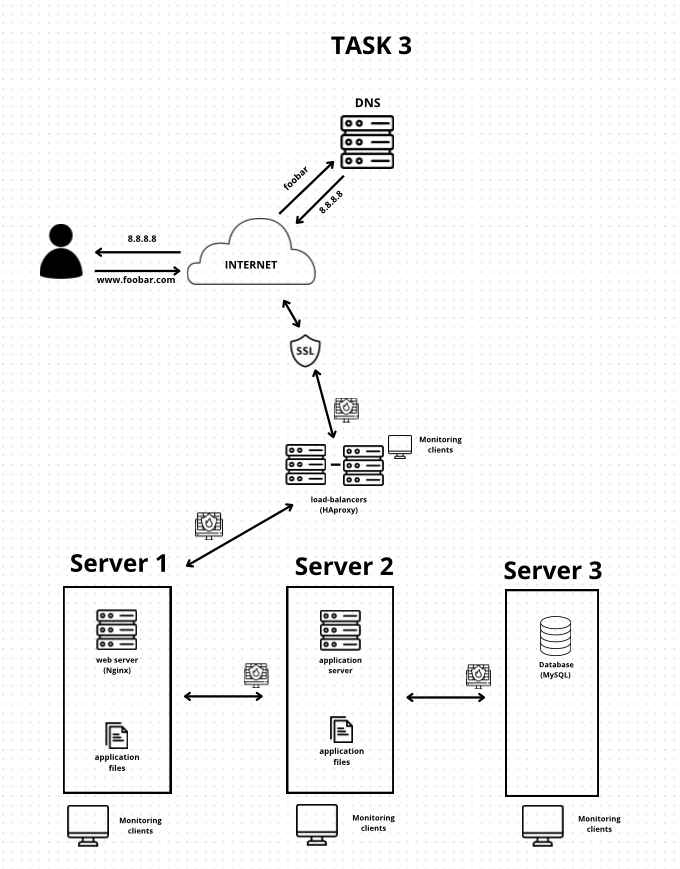 TASK 3
DNS
foobar
8.8.8.8
8.8.8.8
www.foobar.com
INTERNET
SSL
Monitoring
clients
load-balancers
(HAproxy)
Server 1
Server 2
Server 3
web server
(Nginx)
application
server
Database
(MySQL)
application
files
application
files
Monitoring
clients
Monitoring
clients
Monitoring
clients